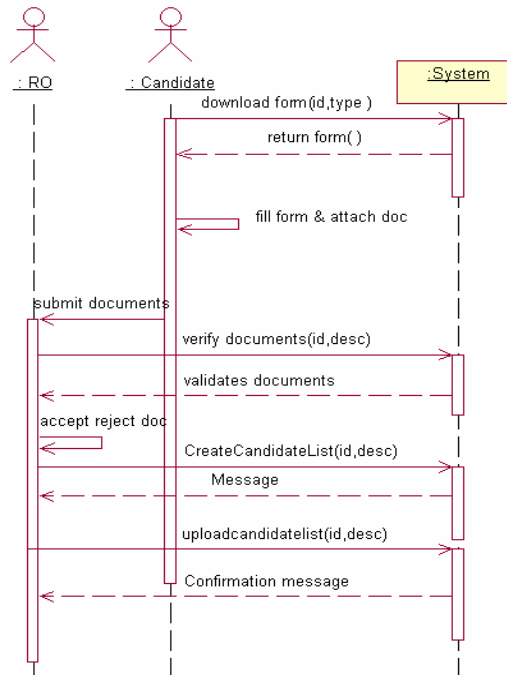 : RO
: Candidate
:System
download form(id,type )
return form( )
fill form & attach doc
submit documents
verify documents(id,desc)
validates documents
accept reject doc
CreateCandidateList(id,desc)
Message
uploadcandidatelist(id,desc)
Confirmation message